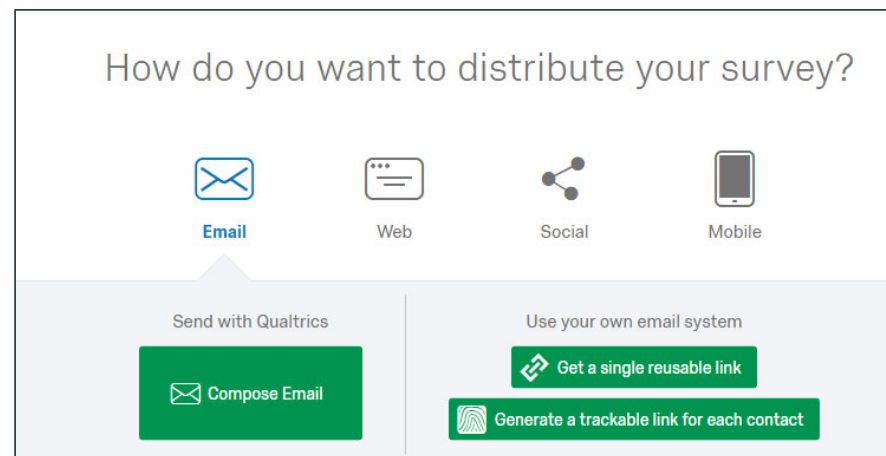 How do you want to distribute your survey?
Email
Web
Social
Mobile
Send with Qualtrics
Compose Email
Use your own email system
Get a single reusable link
Generate a trackable link for each contact